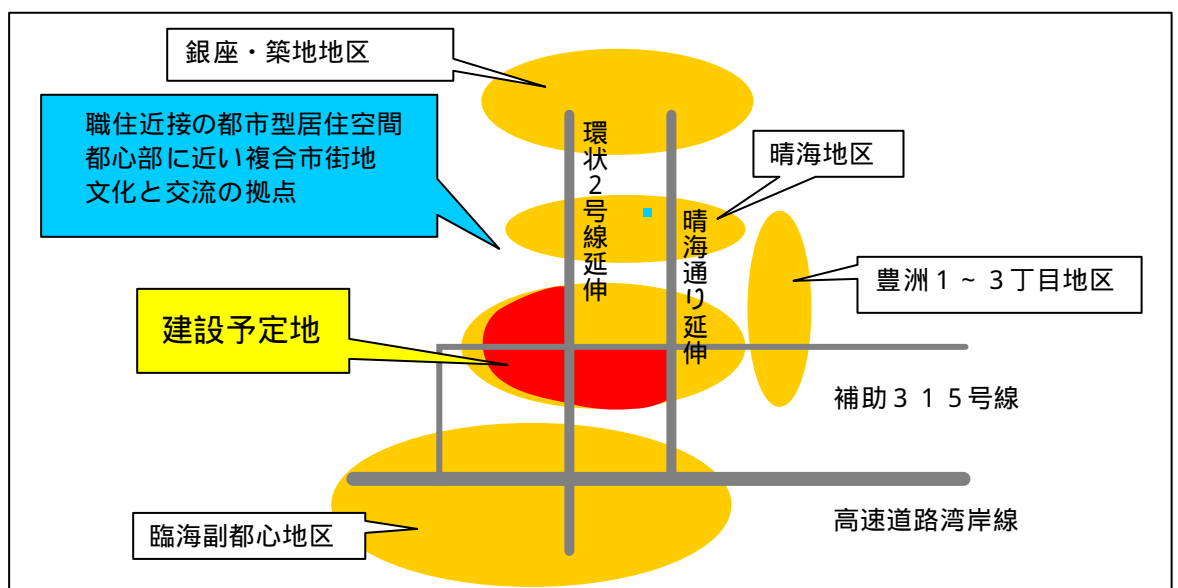 銀座・築地地区
職住近接の都市型居住空間
都心部に近い複合市街地
文化と交流の拠点
環状2号線延伸
晴海地区
晴海通り延伸
豊洲1~3丁目地区
建設予定地
補助315号線
臨海副都心地区
高速道路湾岸線